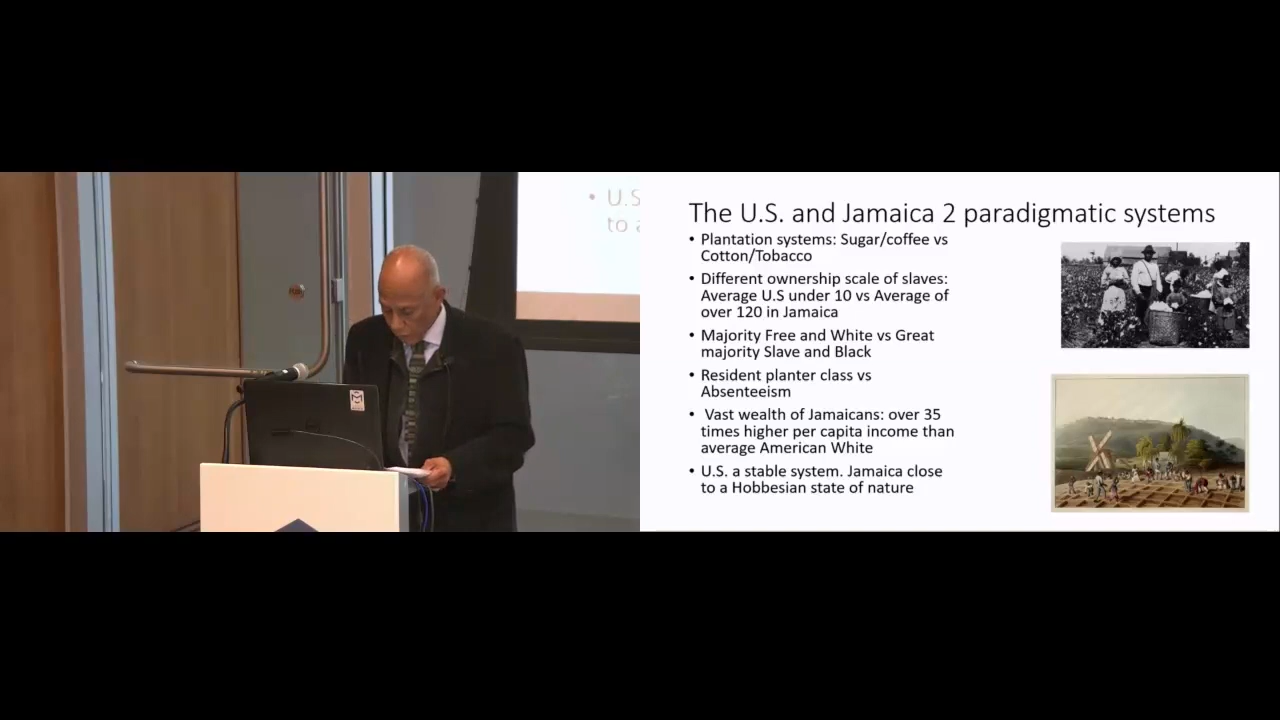 • U.S
to a
The U.S. and Jamaica 2 paradigmatic systems
• Plantation systems: Sugar/coffee vs
Cotton/Tobacco
• Different ownership scale of slaves:
Average U.S under 10 vs Average of
over 120 in Jamaica
• Majority Free and White vs Great
majority Slave and Black
• Resident planter class vs
Absenteeism
• Vast wealth of Jamaicans: over 35
times higher per capita income than
average American White
• U.S. a stable system. Jamaica close
to a Hobbesian state of nature